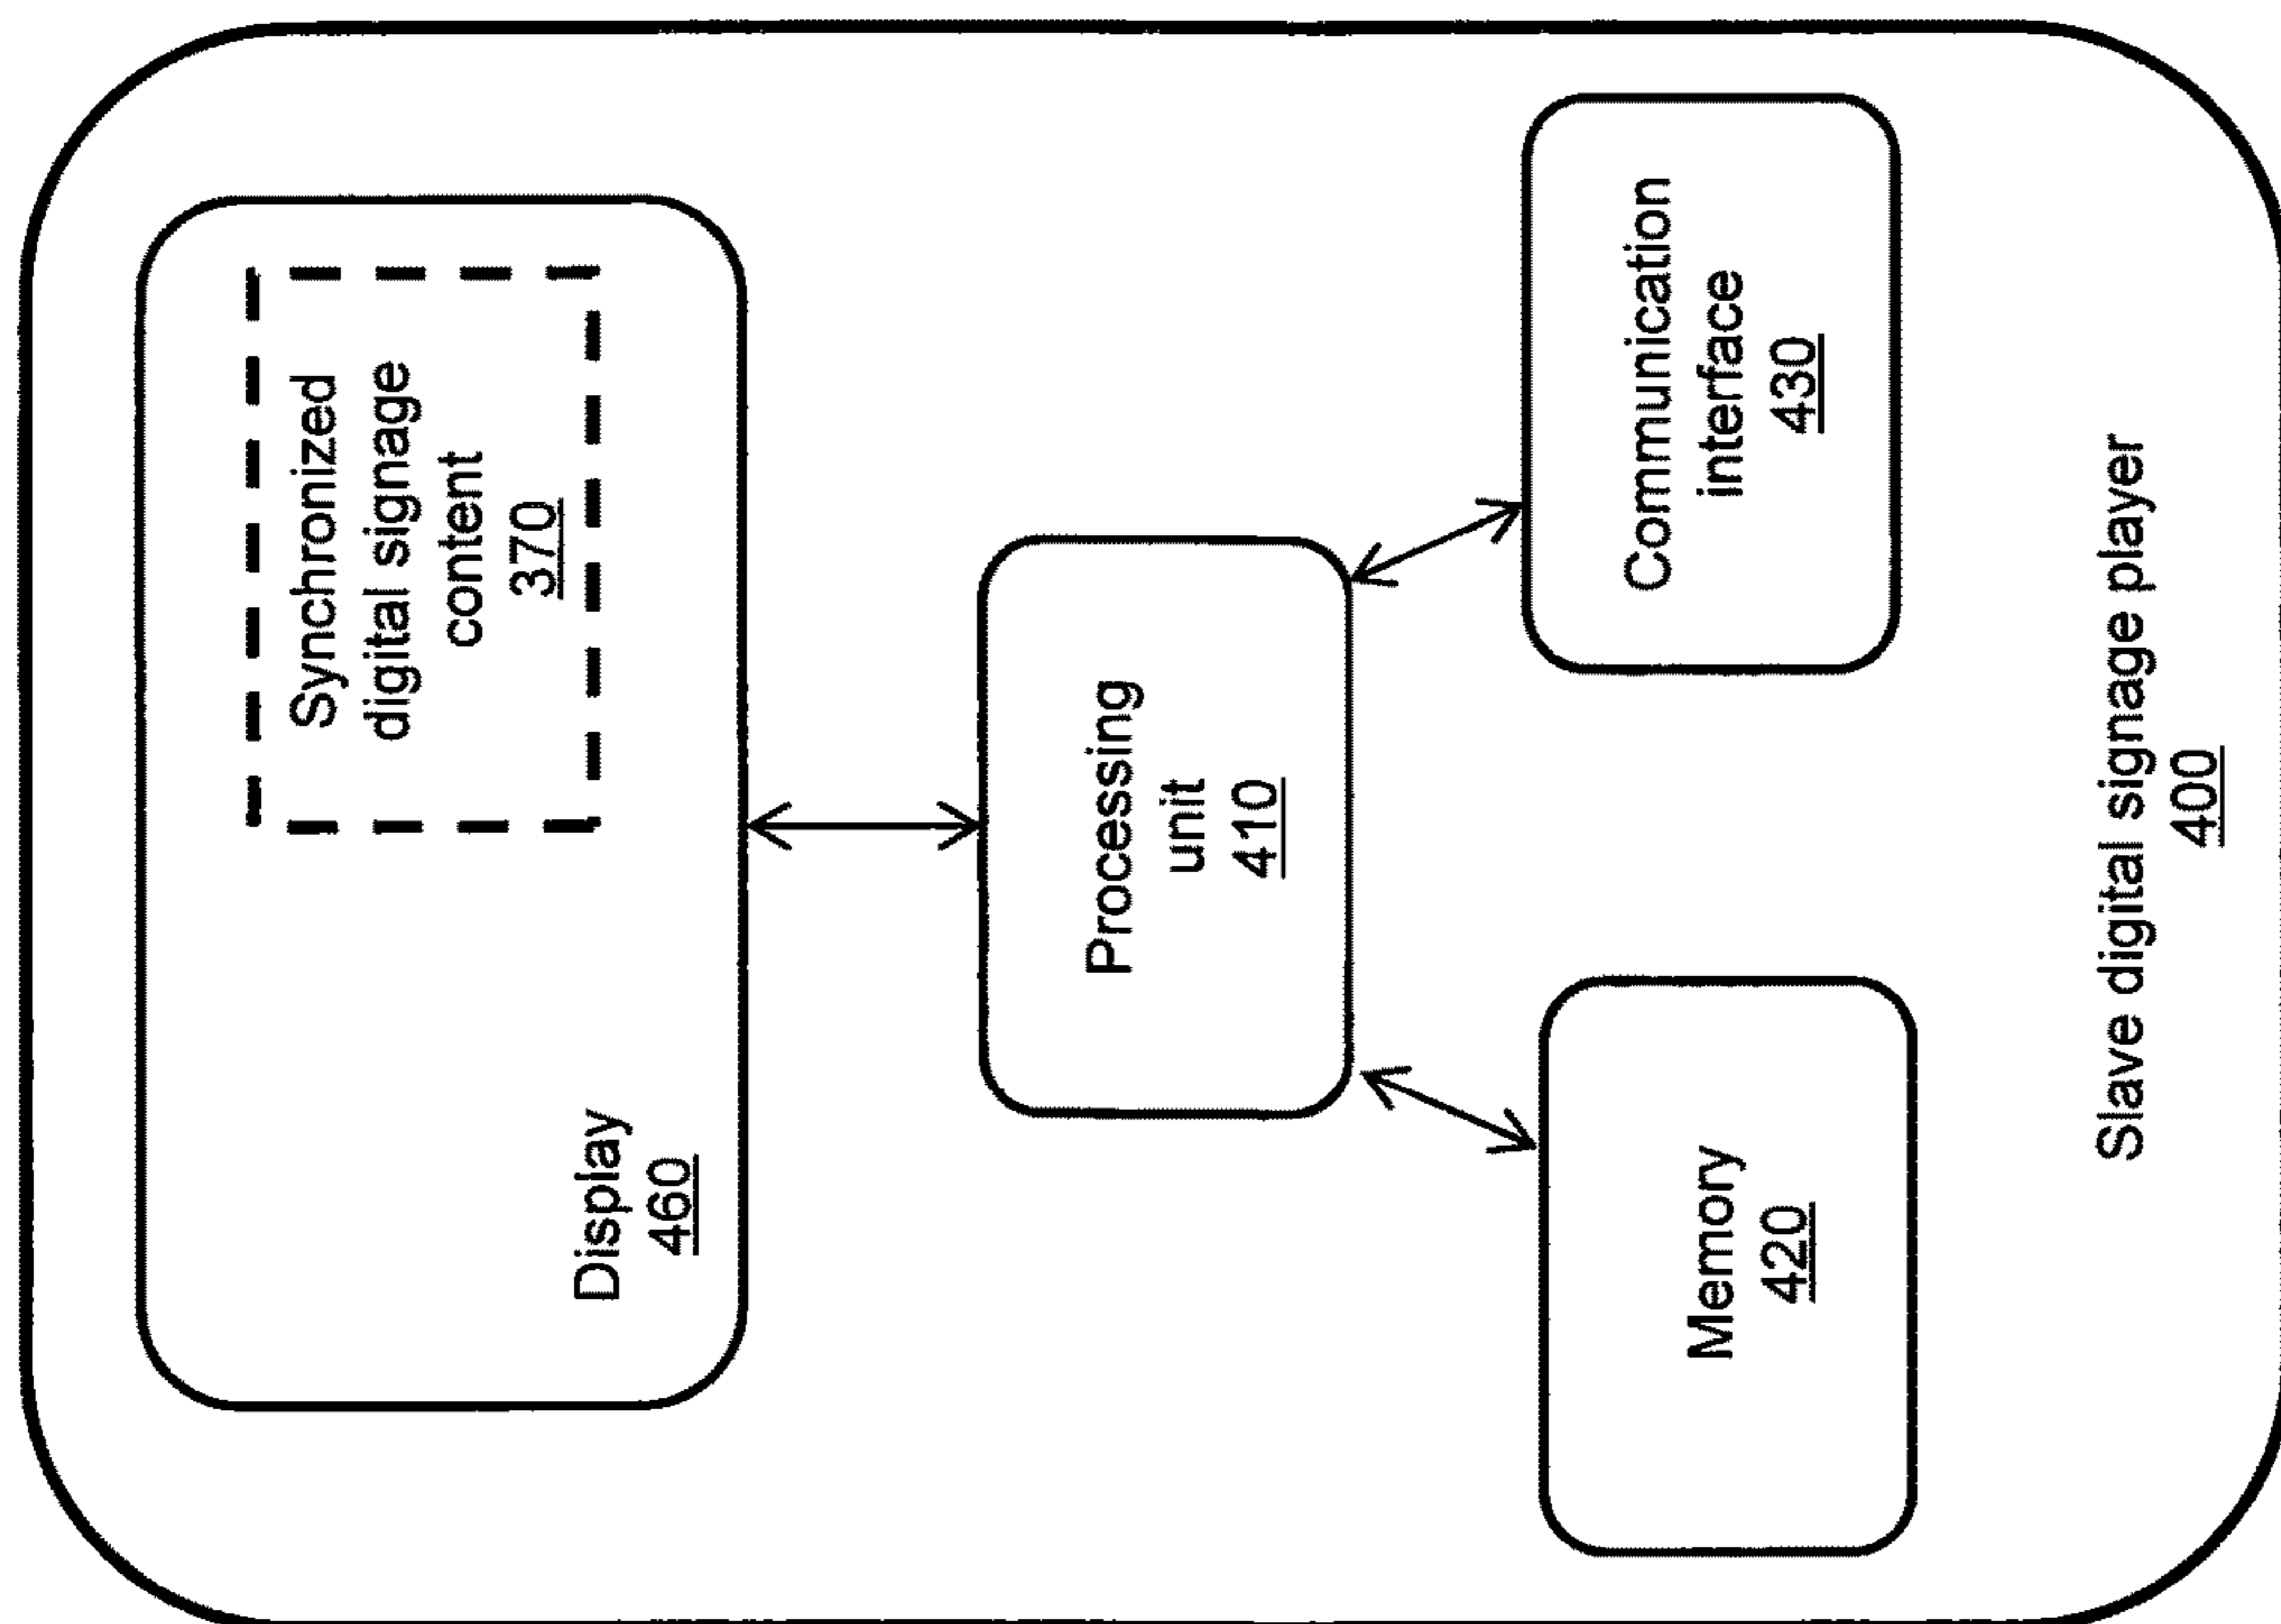 Synchronized
digital signage
content
370
Display
460
Processing
unit
410
Communication
interface
430
Memory
420
Slave digital signage player
400